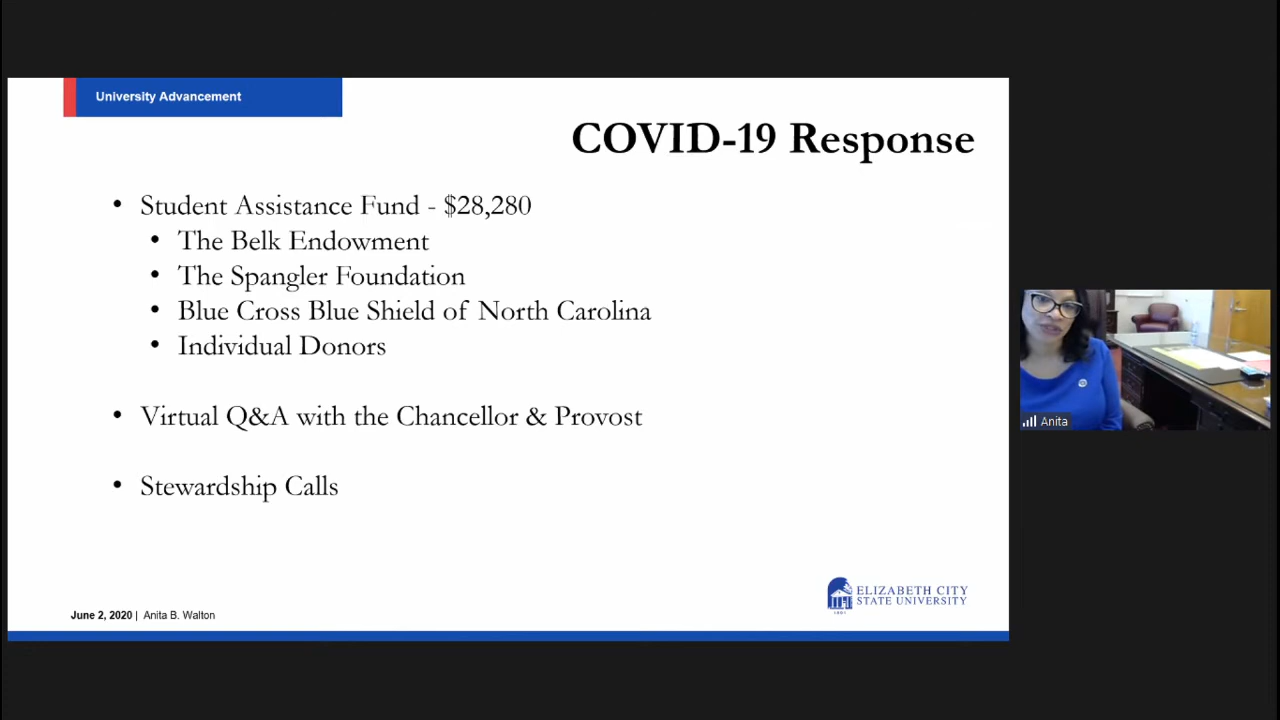 University Advancement
COVID-19 Response
• Student Assistance Fund - $28,280
• The Belk Endowment
• The Spangler Foundation
• Blue Cross Blue Shield of North Carolina
• Individual Donors
• Virtual Q&A with the Chancellor & Provost
• Stewardship Calls
June 2, 2020 | Anita B. Walton
ELIZABETH CITY
STATE UNIVERSITY
Anita